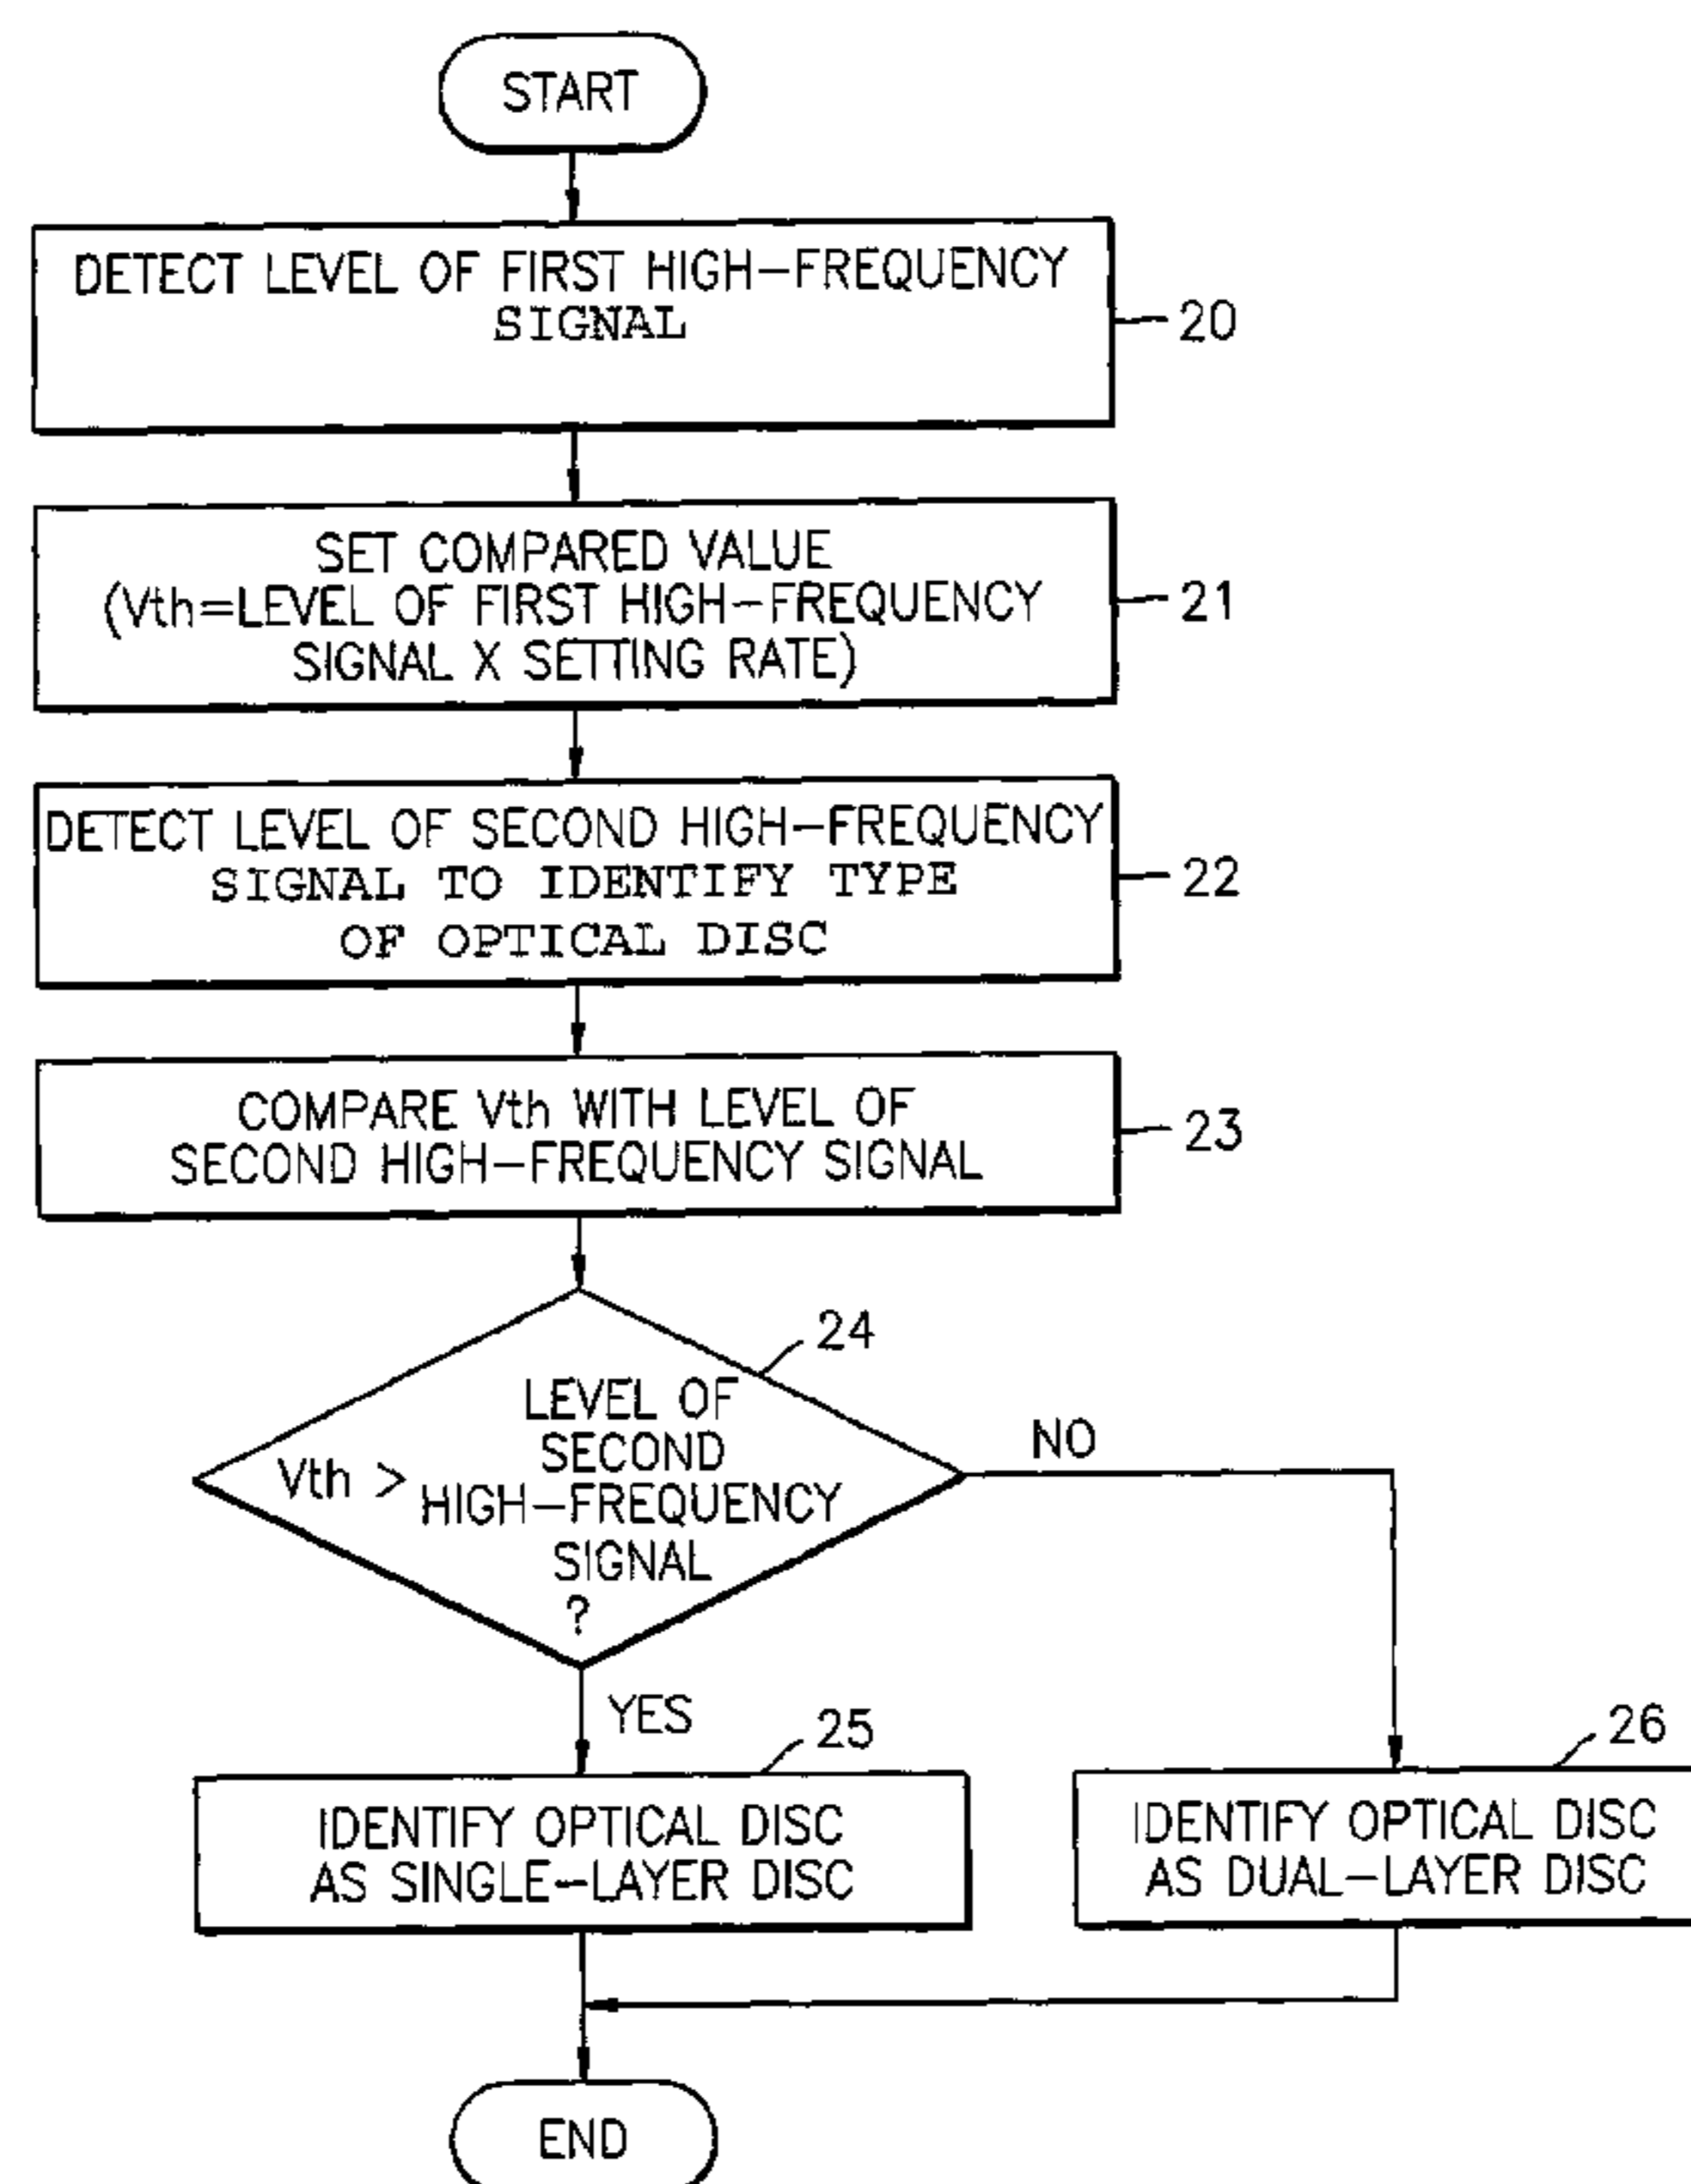 START
DETECT LEVEL OF FIRST HIGH-FREQUENCY
SIGNAL
20
SET COMPARED VALUE
(Vth=LEVEL OF FIRST HIGH-FREQUENCY
SIGNAL X SETTING RATE)
21
DETECT LEVEL OF SECOND HIGH-FREQUENCY
SIGNAL TO IDENTIFY TYPE
OF OPTICAL DISC
22
COMPARE Vth WITH LEVEL OF
SECOND HIGH-FREQUENCY SIGNAL
23
24
Vth >
LEVEL OF
SECOND
HIGH-FREQUENCY
SIGNAL
?
NO
YES
25
IDENTIFY OPTICAL DISC
AS SINGLE-LAYER DISC
26
IDENTIFY OPTICAL DISC
AS DUAL-LAYER DISC
END